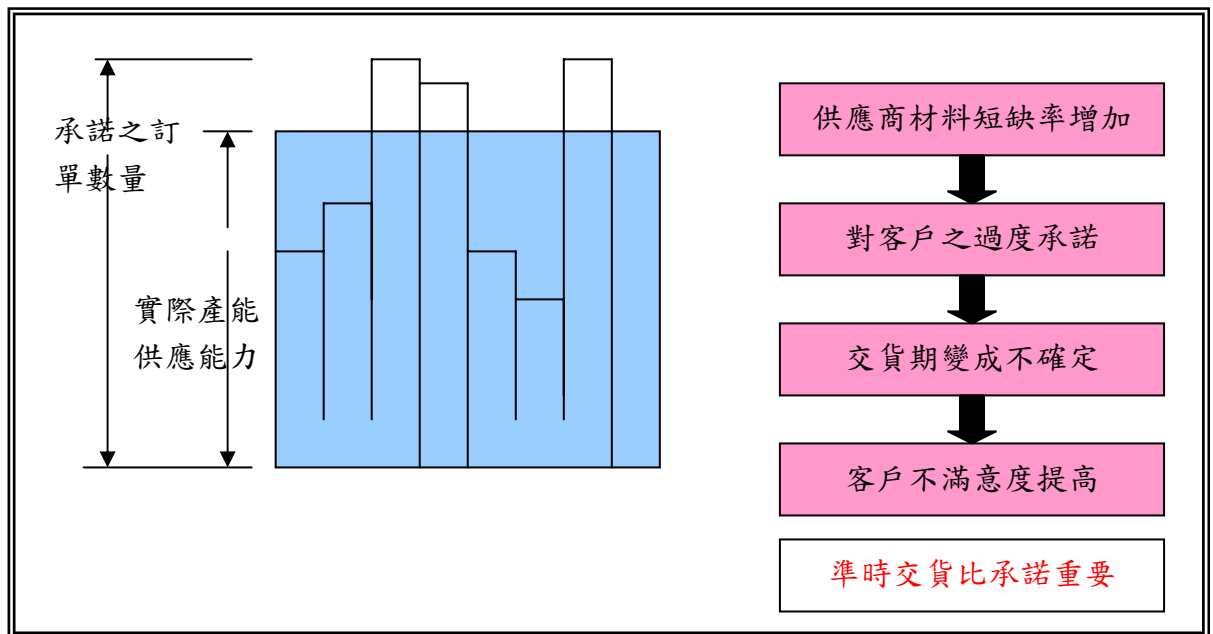 承諾之訂
單數量
實際產能
供應能力
供應商材料短缺率增加
對客戶之過度承諾
交貨期變成不確定
客戶不滿意度提高
準時交貨比承諾重要